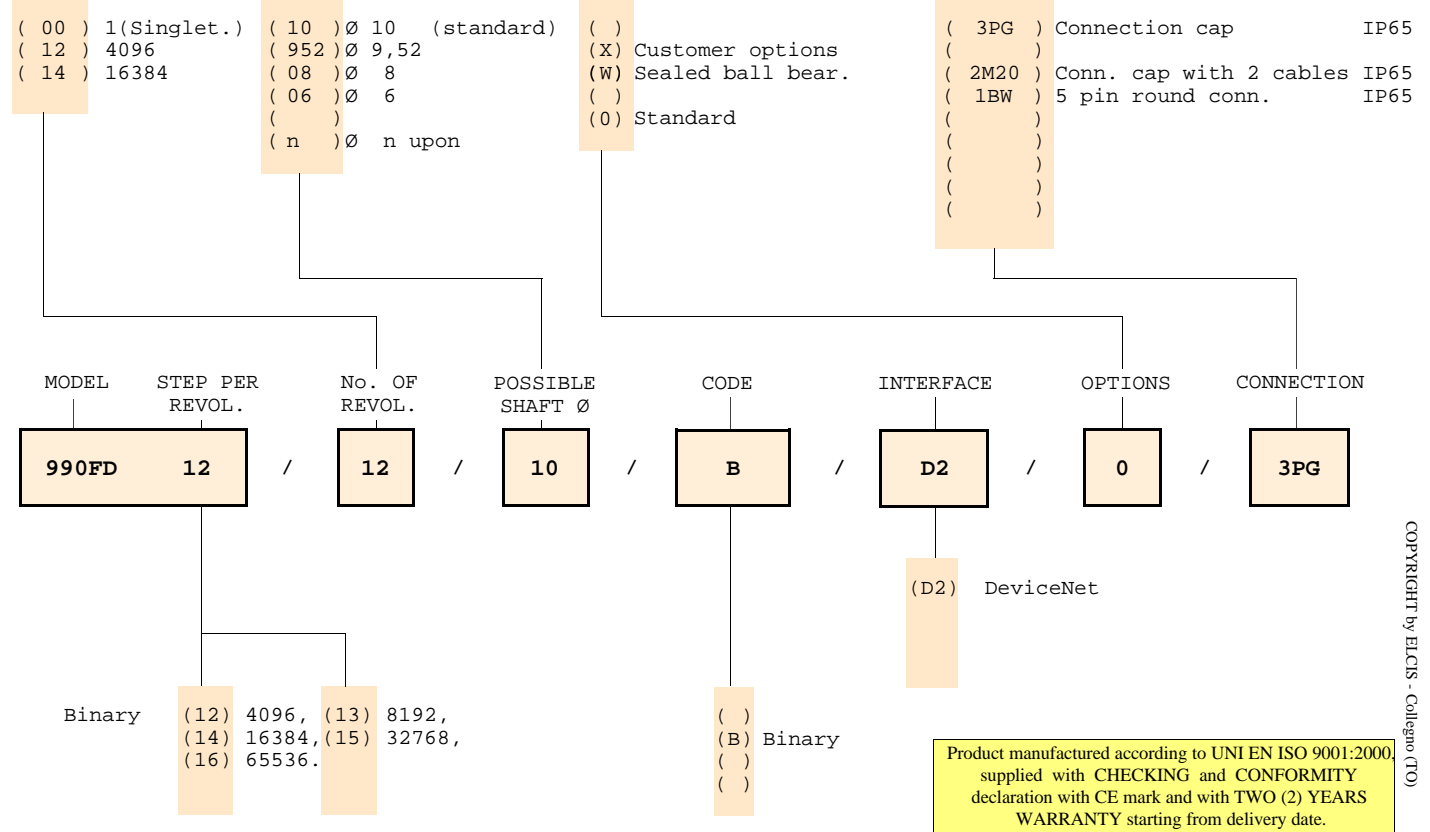 ( 00 ) 1(Singlet.) ( 10 )Ø 10 (standard) ( ) ( 3PG ) Connection cap IP65
( 12 ) 4096 ( 952 )Ø 9,52 (X) Customer options ( )
( 14 ) 16384 ( 08 )Ø 8 (W) Sealed ball bear. ( 2M20 ) Conn. cap with 2 cables IP65
( 06 )Ø 6 ( ) ( 1BW ) 5 pin round conn. IP65
( ) (0) Standard ( )
( n )Ø n upon ( )
( )
( )
( )
MODEL STEP PER No. OF POSSIBLE CODE INTERFACE OPTIONS CONNECTION
REVOL. REVOL. SHAFT Ø
990FD 12 / 12 / 10 / B / D2 / 0 / 3PG
(D2) DeviceNet
Binary (12) 4096, (13) 8192, ( )
(14) 16384, (15) 32768, (B) Binary
(16) 65536. ( )
( )
Product manufactured according to UNI EN ISO 9001:2000,
supplied with CHECKING and CONFORMITY
declaration with CE mark and with TWO (2) YEARS
WARRANTY starting from delivery date.
COPYRIGHT by ELCIS - Collegno (TO)